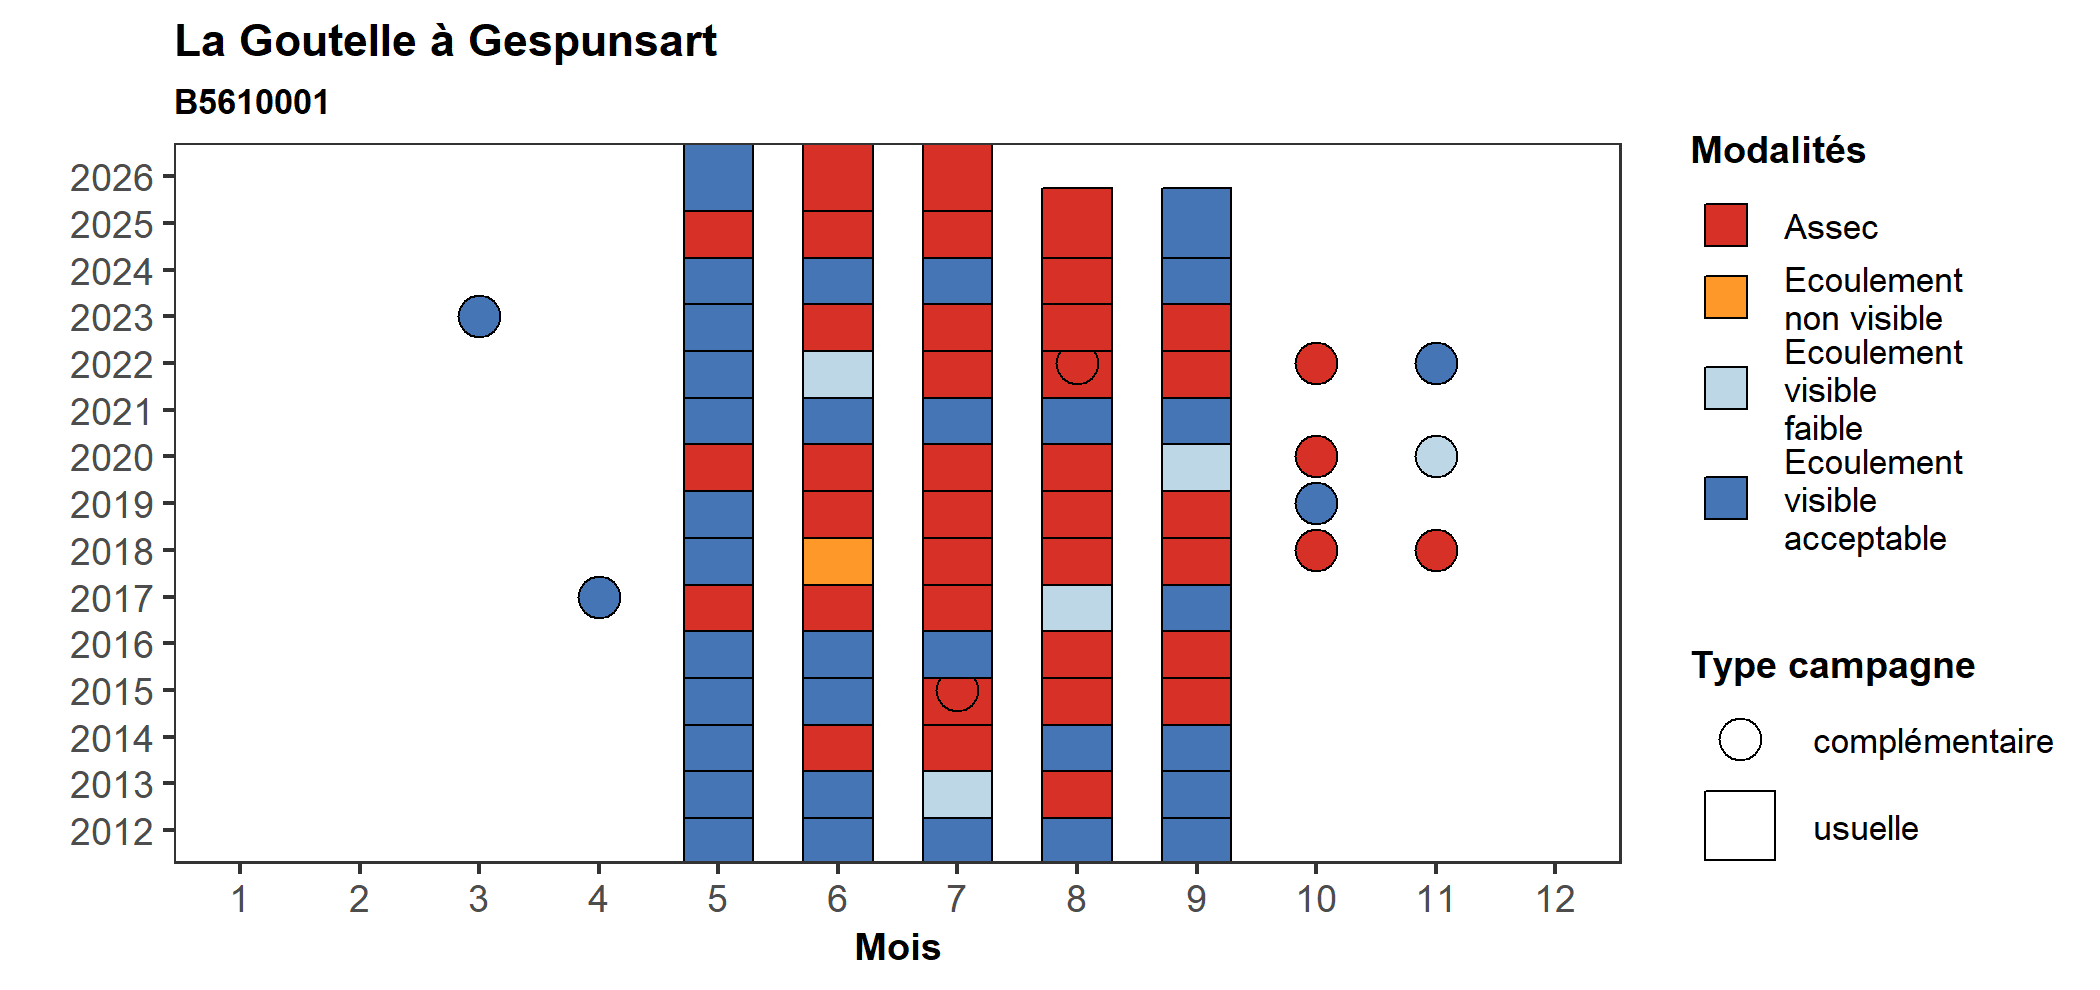 La Goutelle à Gespunsart
B5610001
2026
2025
2024
2023
2022
2021
2020
2019
2018
2017
2016
2015
2014
2013
2012
1 2 3 4 5 6 7 8 9 10 11 12
Mois
Modalités
Assec
Ecoulement
non visible
Ecoulement
visible
faible
Ecoulement
visible
acceptable
Type campagne
complémentaire
usuelle